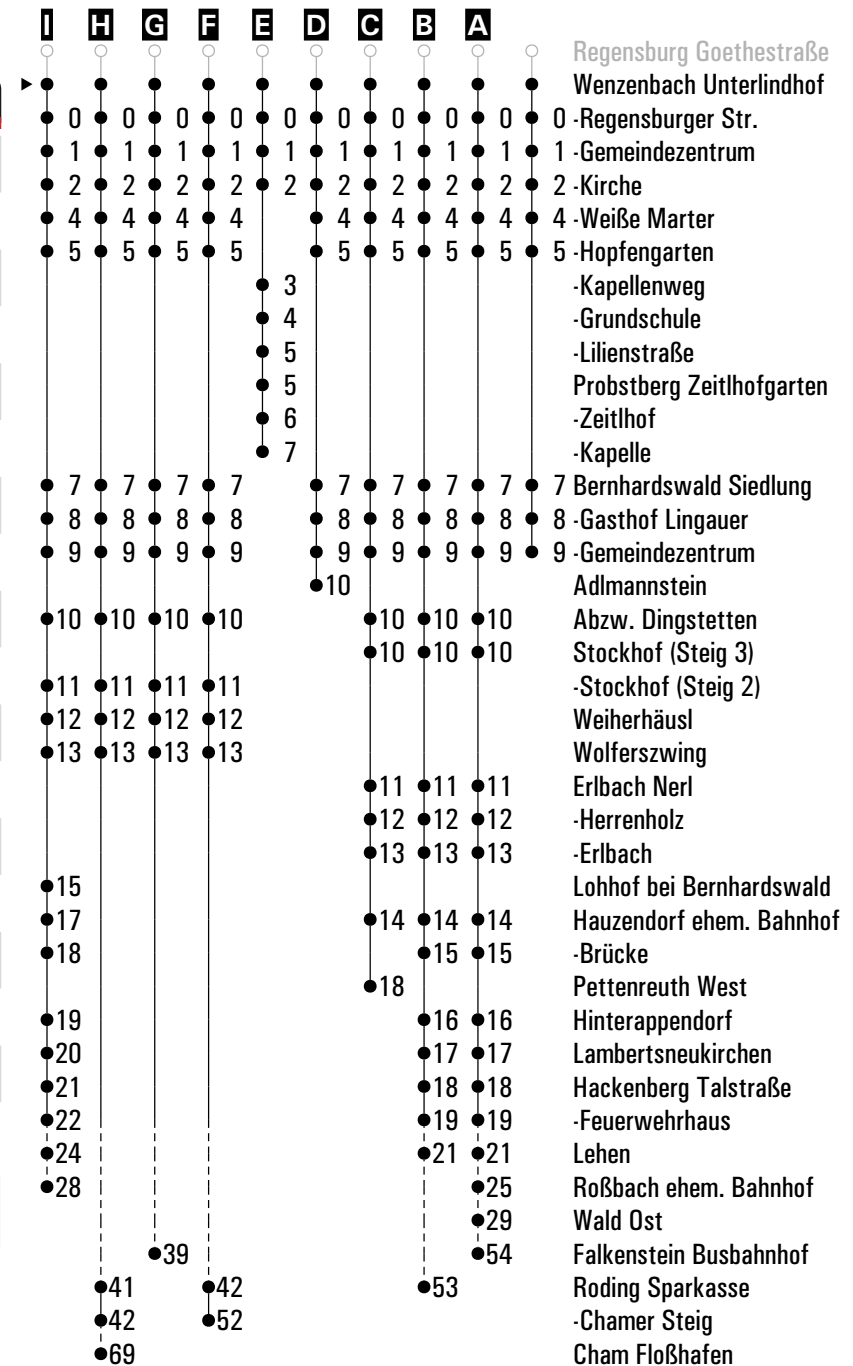 I H G F E D C B A
Regensburg Goethestraße
Wenzenbach Unterlindhof
0 0 0 0 0 0 0 0 0 0 -Regensburger Str.
1 1 1 1 1 1 1 1 1 1 -Gemeindezentrum
2 2 2 2 2 2 2 2 2 2 -Kirche
4 4 4 4 4 4 4 4 4 -Weiße Marter
5 5 5 5 5 5 5 5 5 -Hopfengarten
3 -Kapellenweg
4 -Grundschule
5 -Lilienstraße
5 Probstberg Zeitlhofgarten
6 -Zeitlhof
7 -Kapelle
7 7 7 7 7 7 7 7 7 Bernhardswald Siedlung
8 8 8 8 8 8 8 8 8 -Gasthof Lingauer
9 9 9 9 9 9 9 9 9 -Gemeindezentrum
10 Adlmannstein
10 10 10 10 10 10 10 Abzw. Dingstetten
10 10 10 Stockhof (Steig 3)
11 11 11 11 -Stockhof (Steig 2)
12 12 12 12 Weiherhäusl
13 13 13 13 Wolferszwing
11 11 11 Erlbach Nerl
12 12 12 -Herrenholz
13 13 13 -Erlbach
15 Lohhof bei Bernhardswald
17 14 14 14 Hauzendorf ehem. Bahnhof
18 15 15 -Brücke
18 Pettenreuth West
19 16 16 Hinterappendorf
20 17 17 Lambertsneukirchen
21 18 18 Hackenberg Talstraße
22 19 19 -Feuerwehrhaus
24 21 21 Lehen
28 25 Roßbach ehem. Bahnhof
29 Wald Ost
39 54 Falkenstein Busbahnhof
41 42 53 Roding Sparkasse
42 52 -Chamer Steig
69 Cham Floßhafen